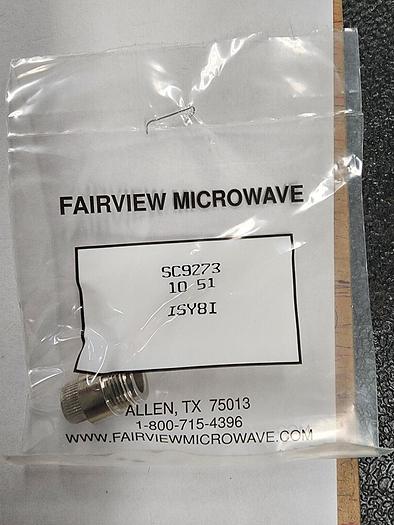 FAIRVIEW MICROWAVE
SC9273
10 51
ISY8I
ALLEN, TX 75013
1-800-715-4396
WWW.FAIRVIEWMICROWAVE.COM